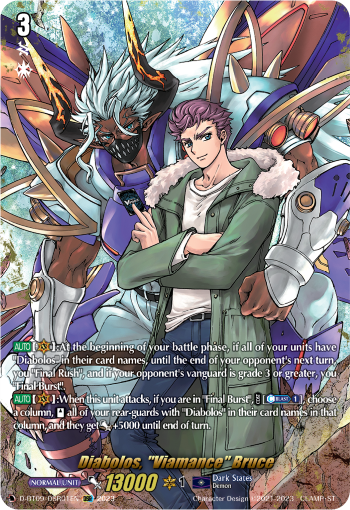 3
AUTO [ ]:At the beginning of your battle phase, if all of your units have
"Diabolos" in their card names, until the end of your opponent's next turn,
you "Final Rush", and if your opponent's vanguard is grade 3 or greater, you
"Final Burst".
AUTO [ ]:When this unit attacks, if you are in "Final Burst", COST [ BLAST 1 ], choose
a column, all of your rear-guards with "Diabolos" in their card names in that
column, and they get +5000 until end of turn.
Diabolos, "Viamance" Bruce
NORMAL UNIT
13000
1
Dark States
Demon
2023
Character Design © 2021-2023 CLAMP・ST